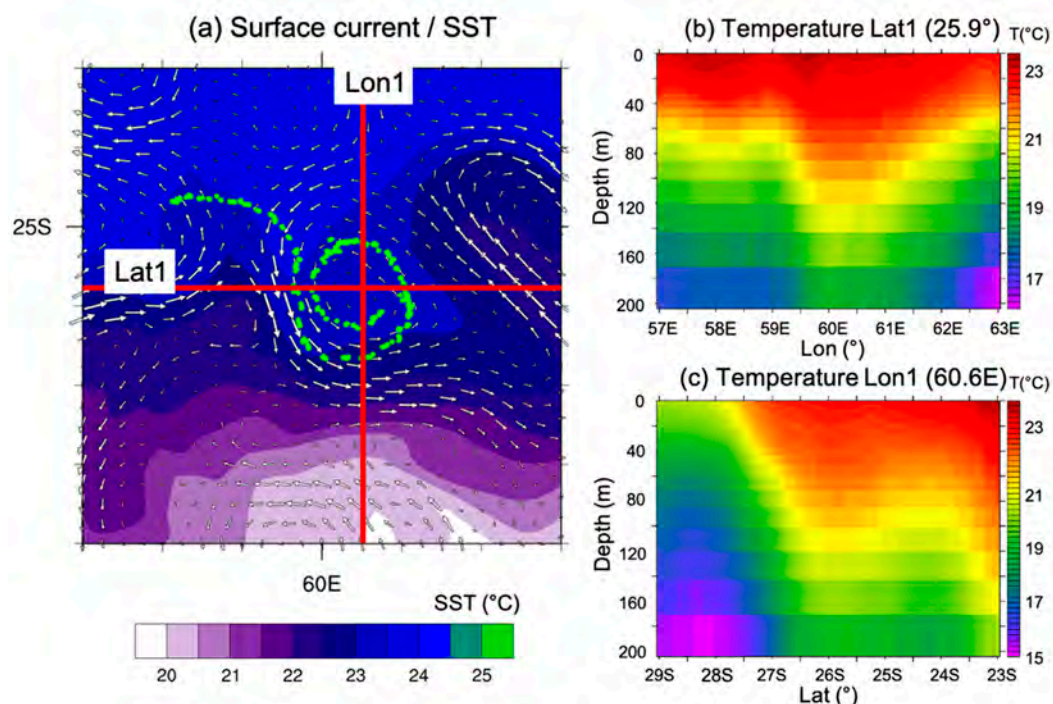 (a) Surface current / SST
Lon1
25S
Lat1
60E
SST (°C)
20 21 22 23 24 25
(b) Temperature Lat1 (25.9°)
T(°C)
0
40
80
120
160
200
Depth (m)
57E 58E 59E 60E 61E 62E 63E
Lon (°)
23
21
19
17
(c) Temperature Lon1 (60.6E)
T(°C)
0
40
80
120
160
200
Depth (m)
29S 28S 27S 26S 25S 24S 23S
Lat (°)
23
21
19
17
15